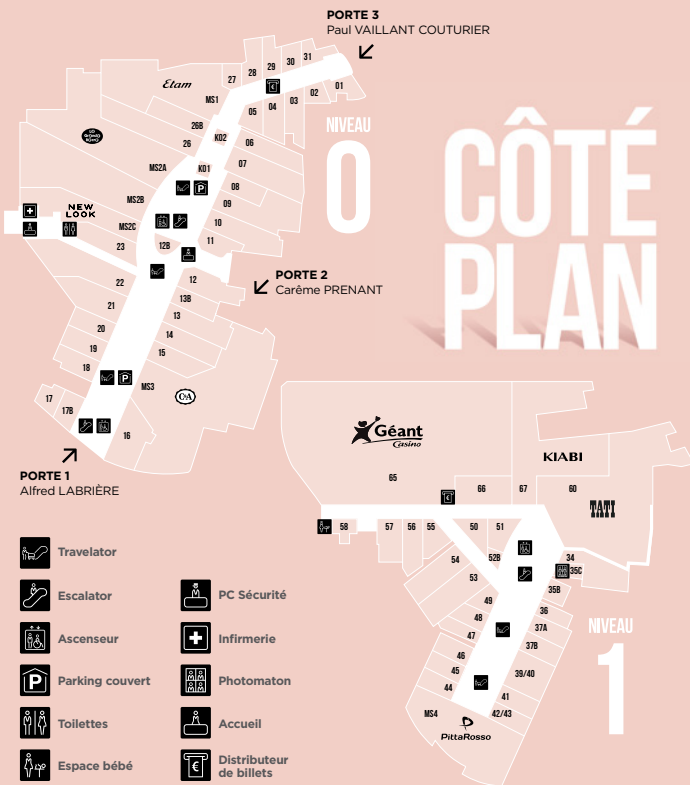 PORTE 3
Paul VAILLANT COUTURIER
CÔTÉ
PLAN
NIVEAU
0
31
30
29
28
27
01
02
03
04
05
MS1
Etam
26B
K02
26
06
07
MS2A
K01
08
09
MS2B
10
MS2C
11
NEW
LOOK
23
12B
12
22
13B
21
13
20
14
19
15
18
MS3
C&A
17
17B
16
PORTE 2
Carême PRENANT
PORTE 1
Alfred LABRIÈRE
Géant
Casino
KIABI
TATI
65
66
67
60
58
57
56
55
50
51
54
52B
34
35C
53
35B
49
36
48
37A
47
37B
46
45
39/40
44
41
MS4
42/43
PittaRosso
NIVEAU
1
Travelator
Escalator
Ascenseur
Parking couvert
Toilettes
Espace bébé
PC Sécurité
Infirmerie
Photomaton
Accueil
Distributeur
de billets